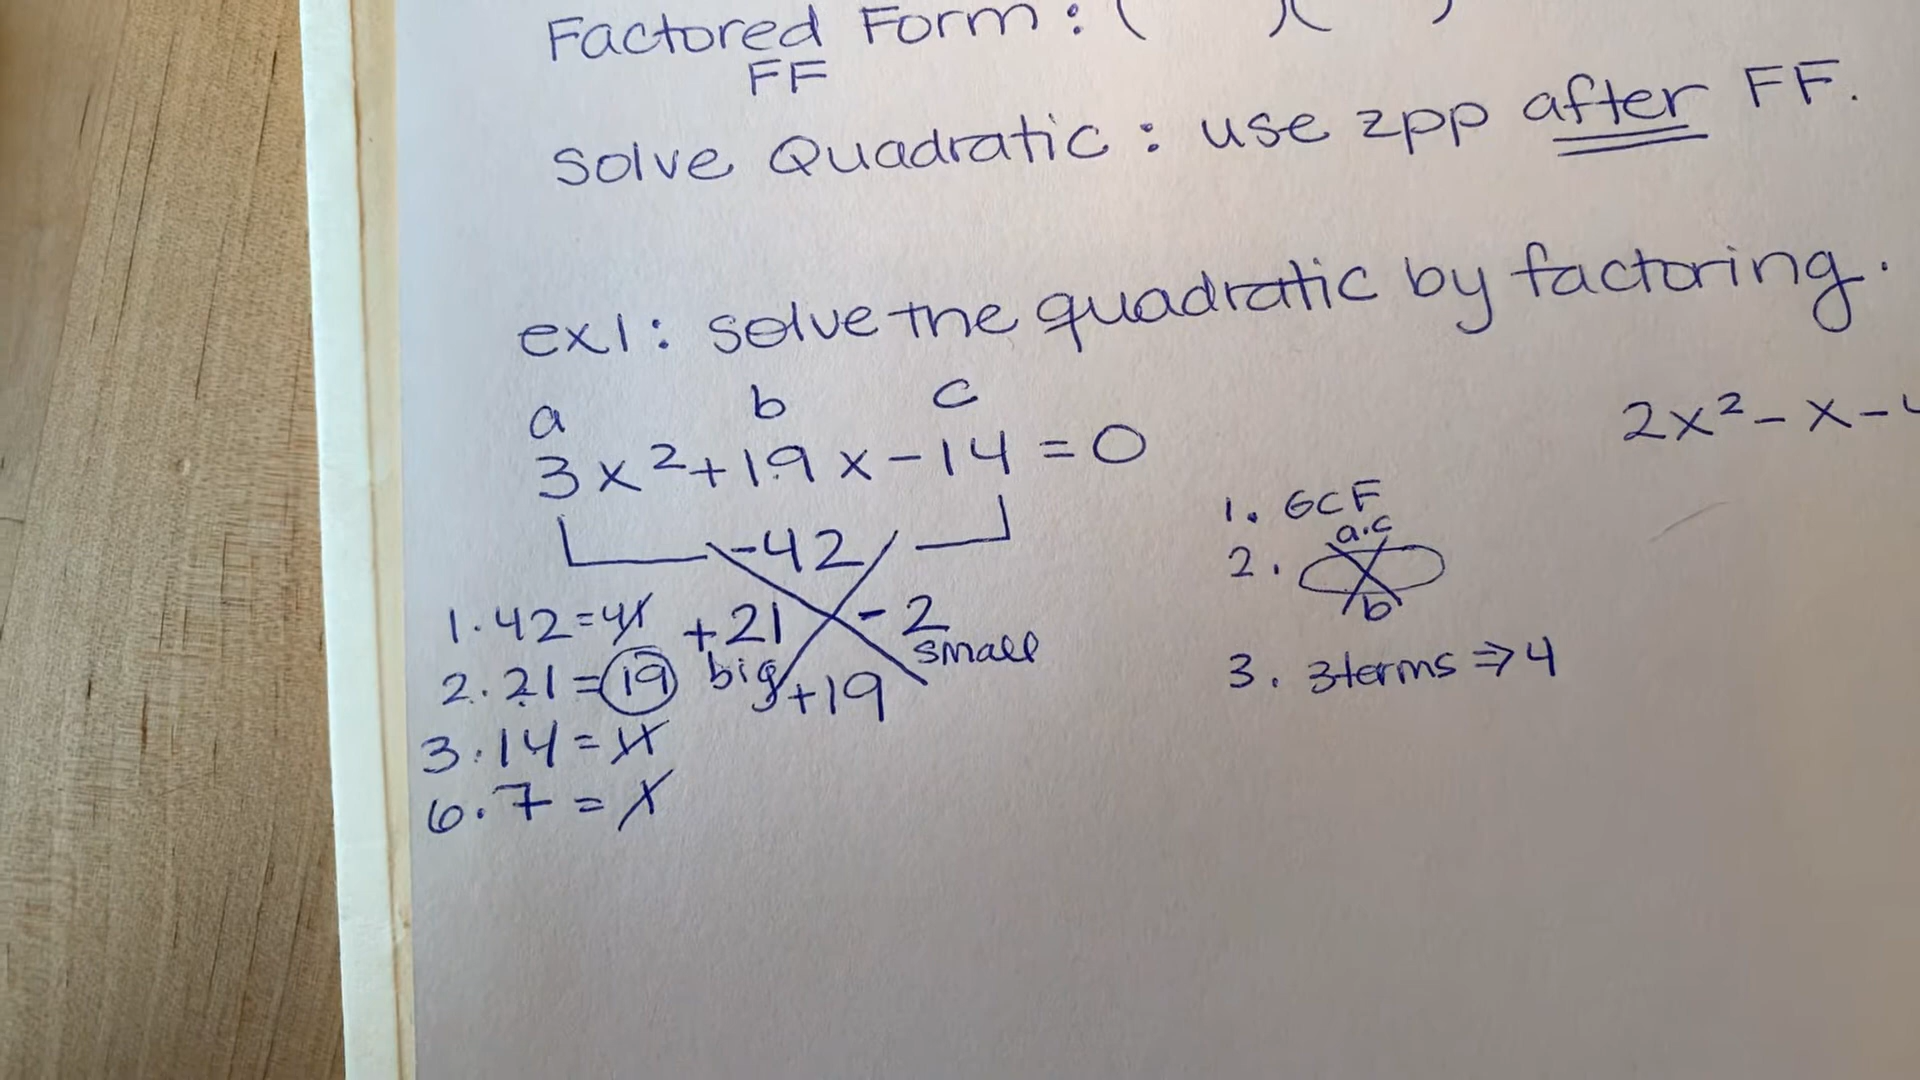 Factored Form: ( )( )
FF
Solve Quadratic: use zpp after FF.
ex1: solve the quadratic by factoring.
a b c
3x²+19x-14=0
2x²-x-4
-42
1.42=41
+21 -2
big small
2.21=19
+19
3.14=11
6.7=1
1. GCF
2. a.c
b
3. 3terms⇒4